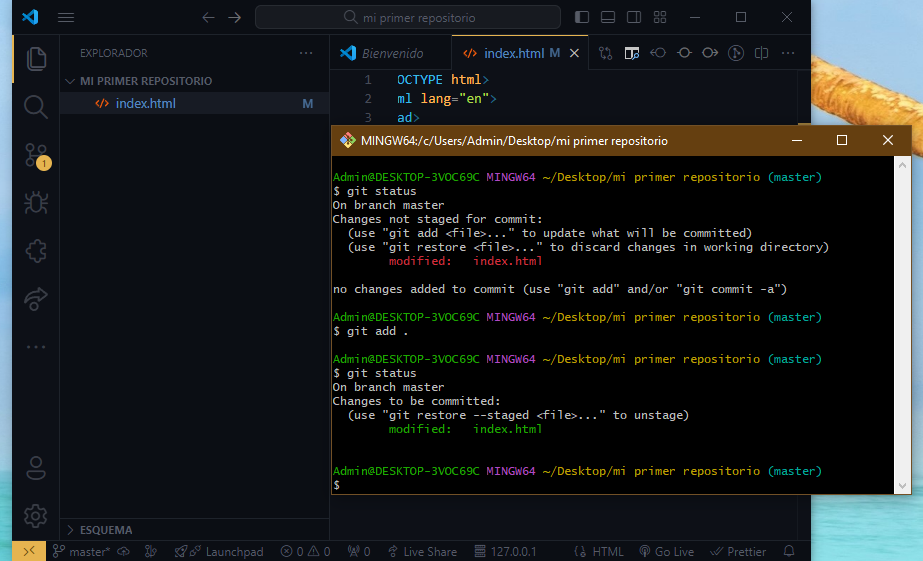 mi primer repositorio
EXPLORADOR
MI PRIMER REPOSITORIO
index.html M
1
ESQUEMA
Bienvenido
index.html M
1 OCTYPE html>
2 ml lang="en">
3 ad>
MINGW64:/c/Users/Admin/Desktop/mi primer repositorio
Admin@DESKTOP-3VOC69C MINGW64 ~/Desktop/mi primer repositorio (master)
$ git status
On branch master
Changes not staged for commit:
(use "git add <file>..." to update what will be committed)
(use "git restore <file>..." to discard changes in working directory)
modified: index.html
no changes added to commit (use "git add" and/or "git commit -a")
Admin@DESKTOP-3VOC69C MINGW64 ~/Desktop/mi primer repositorio (master)
$ git add .
Admin@DESKTOP-3VOC69C MINGW64 ~/Desktop/mi primer repositorio (master)
$ git status
On branch master
Changes to be committed:
(use "git restore --staged <file>..." to unstage)
modified: index.html
Admin@DESKTOP-3VOC69C MINGW64 ~/Desktop/mi primer repositorio (master)
$
master* Launchpad 0 0 0 Live Share 127.0.0.1 HTML Go Live Prettier